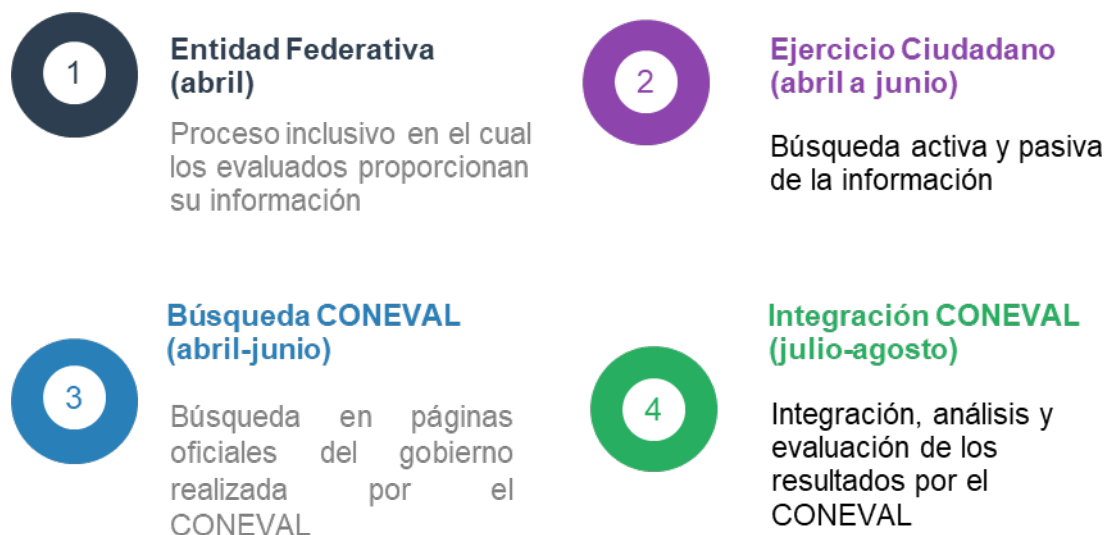 1
Entidad Federativa
(abril)
Proceso inclusivo en el cual
los evaluados proporcionan
su información
2
Ejercicio Ciudadano
(abril a junio)
Búsqueda activa y pasiva
de la información
3
Búsqueda CONEVAL
(abril-junio)
Búsqueda en páginas
oficiales del gobierno
realizada por el
CONEVAL
4
Integración CONEVAL
(julio-agosto)
Integración, análisis y
evaluación de los
resultados por el
CONEVAL